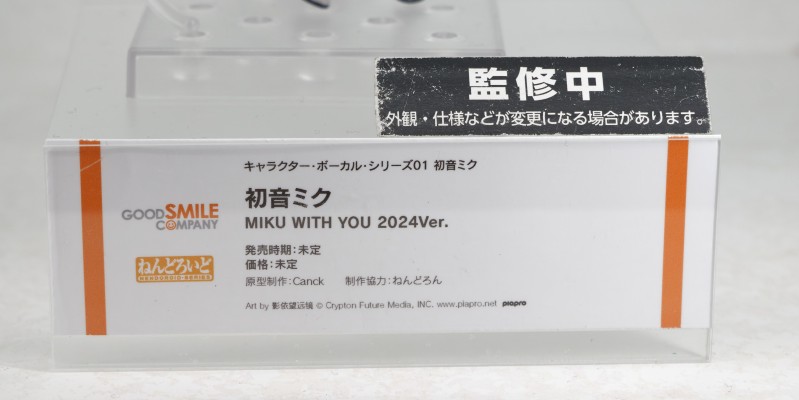 監修中
外観・仕様などが変更になる場合があります。
キャラクター・ボーカル・シリーズ01 初音ミク
初音ミク
MIKU WITH YOU 2024Ver.
GOOD SMILE COMPANY
ねんどろいど
NENDOROID SERIES
発売時期：未定
価格：未定
原型制作：Canck 制作協力：ねんどろん
Art by 影依望远镜 © Crypton Future Media, INC. www.piapro.net piapro